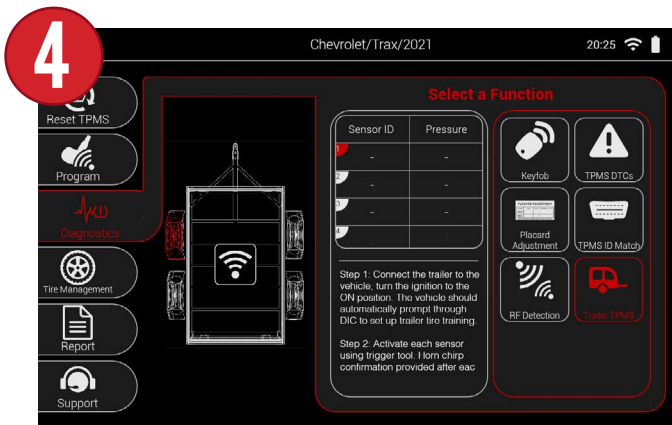 4
Chevrolet/Trax/2021
20:25
Reset TPMS
Program
Diagnostics
Tire Management
Report
Support
Select a Function
Sensor ID Pressure
1 - -
2 - -
3 - -
4 - -
Step 1: Connect the trailer to the
vehicle, turn the ignition to the
ON position. The vehicle should
automatically prompt through
DIC to set up trailer tire training.
Step 2: Activate each sensor
using trigger tool. Horn chirp
confirmation provided after eac
Keyfob
TPMS DTCs
PLACARD ADJUSTMENT
Placard
Adjustment
TPMS ID Match
RF Detection
Trailer TPMS